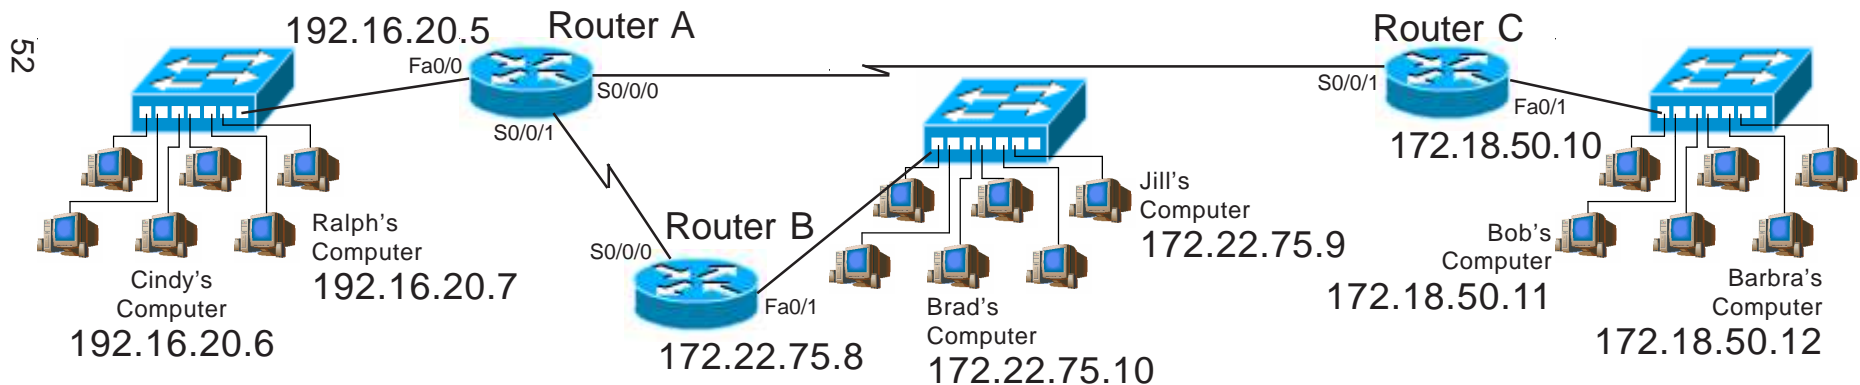 52
192.16.20.5
Router A
Fa0/0
S0/0/0
S0/0/1
Cindy's
Computer
192.16.20.6
Ralph's
Computer
192.16.20.7
Router B
S0/0/0
Fa0/1
172.22.75.8
Jill's
Computer
172.22.75.9
Brad's
Computer
172.22.75.10
Router C
S0/0/1
Fa0/1
172.18.50.10
Bob's
Computer
172.18.50.11
Barbra's
Computer
172.18.50.12